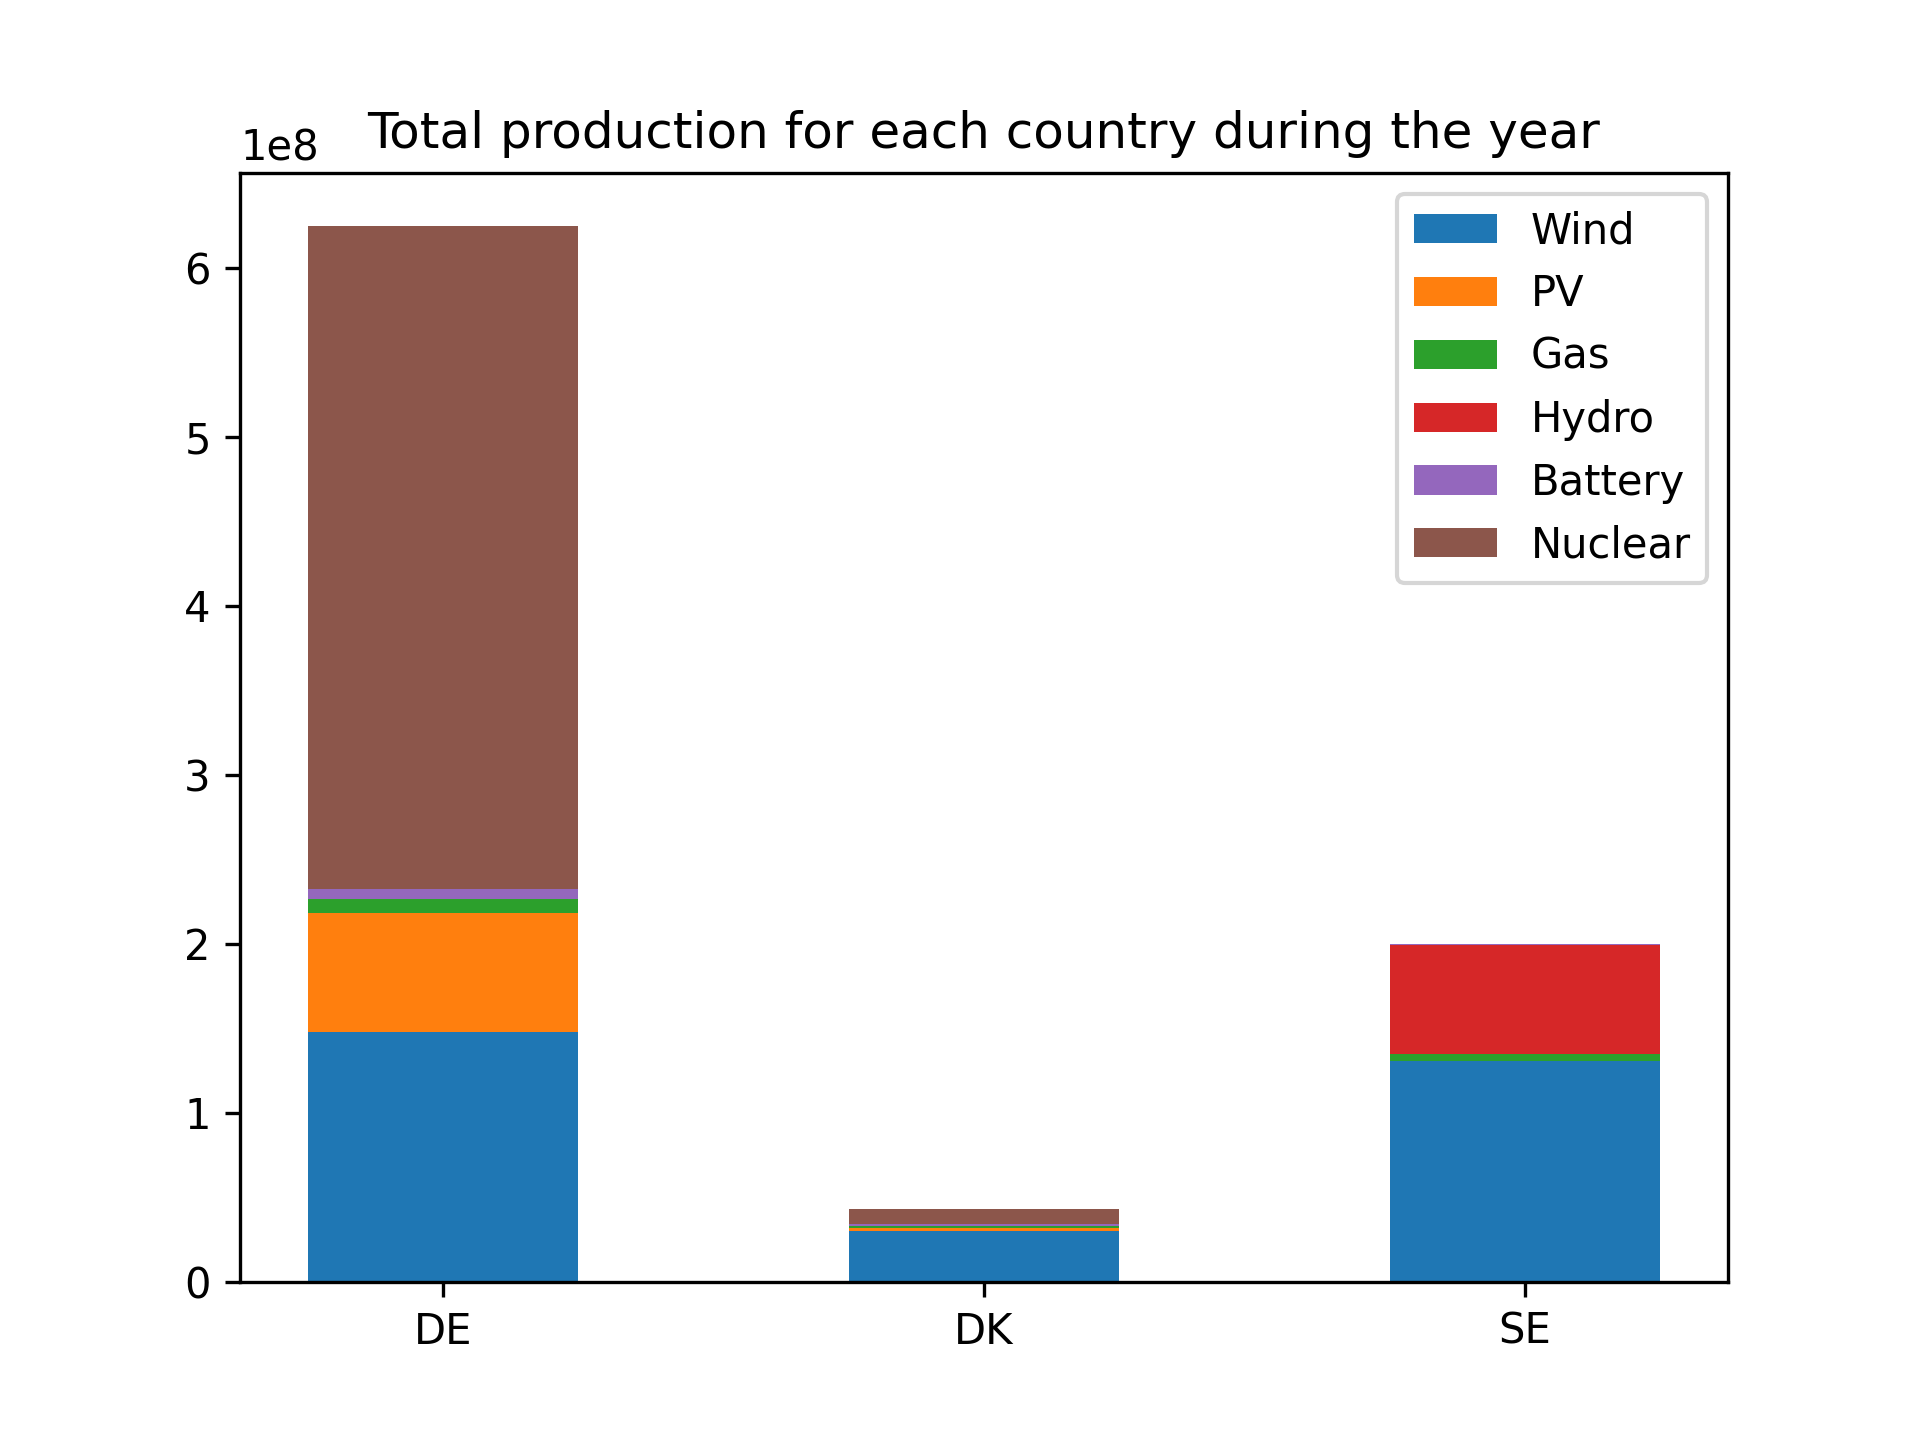 Total production for each country during the year
1e8
6
5
4
3
2
1
0
DE
DK
SE
Wind
PV
Gas
Hydro
Battery
Nuclear